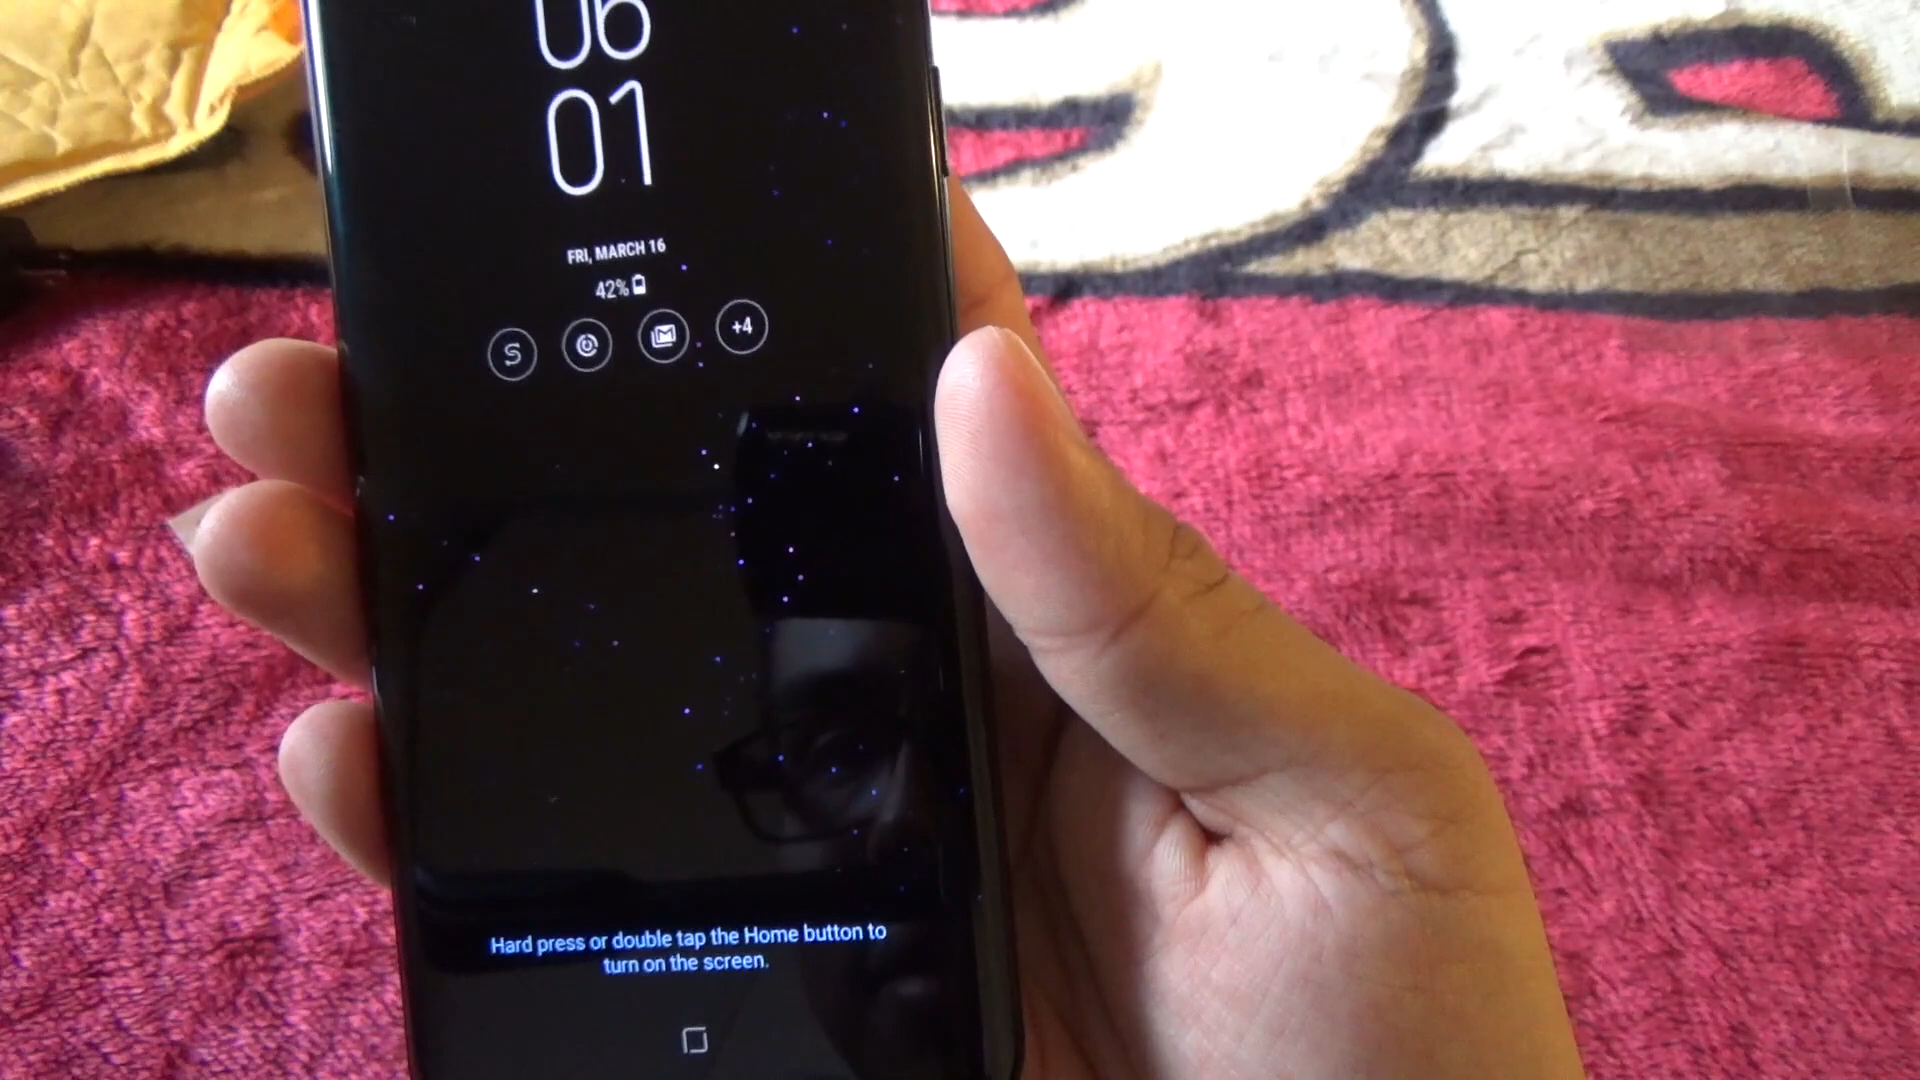 06
01
FRI, MARCH 16
42%
S
+4
Hard press or double tap the Home button to
turn on the screen.